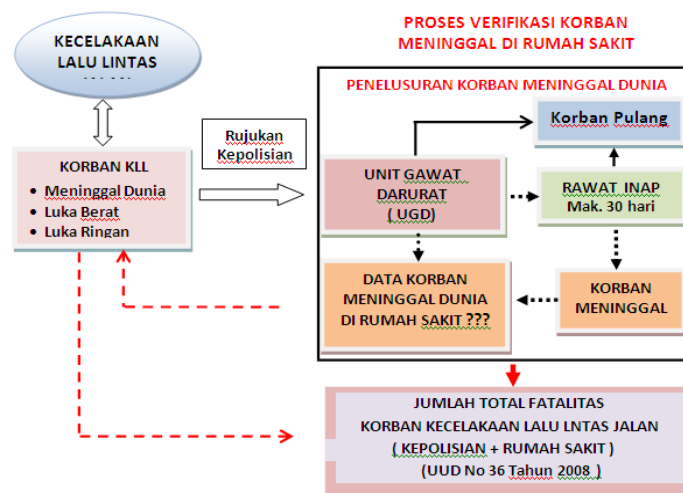 KECELAKAAN
LALU LINTAS
PROSES VERIFIKASI KORBAN
MENINGGAL DI RUMAH SAKIT
PENELUSURAN KORBAN MENINGGAL DUNIA
Rujukan
Kepolisian
KORBAN KLL
• Meninggal Dunia
• Luka Berat
• Luka Ringan
Korban Pulang
UNIT GAWAT
DARURAT
( UGD)
RAWAT INAP
Mak. 30 hari
DATA KORBAN
MENINGGAL DUNIA
DI RUMAH SAKIT ???
KORBAN
MENINGGAL
JUMLAH TOTAL FATALITAS
KORBAN KECELAKAAN LALU LNTAS JALAN
( KEPOLISIAN + RUMAH SAKIT )
(UUD No 36 Tahun 2008 )